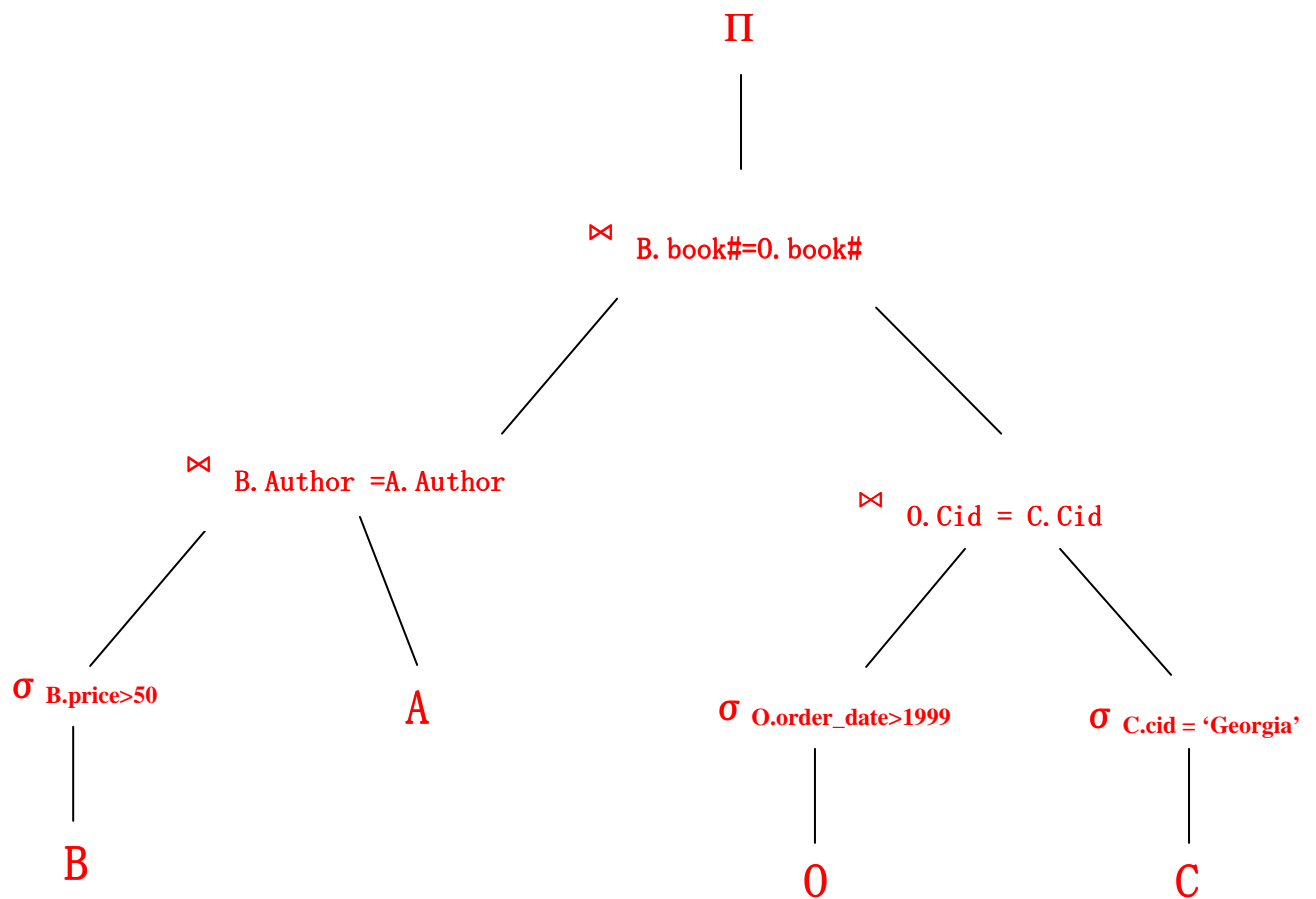 Π
⋈ B.book#=O.book#
⋈ B.Author =A.Author
⋈ O.Cid = C.Cid
σ B.price>50
A
σ O.order_date>1999
σ C.cid = ‘Georgia’
B
O
C